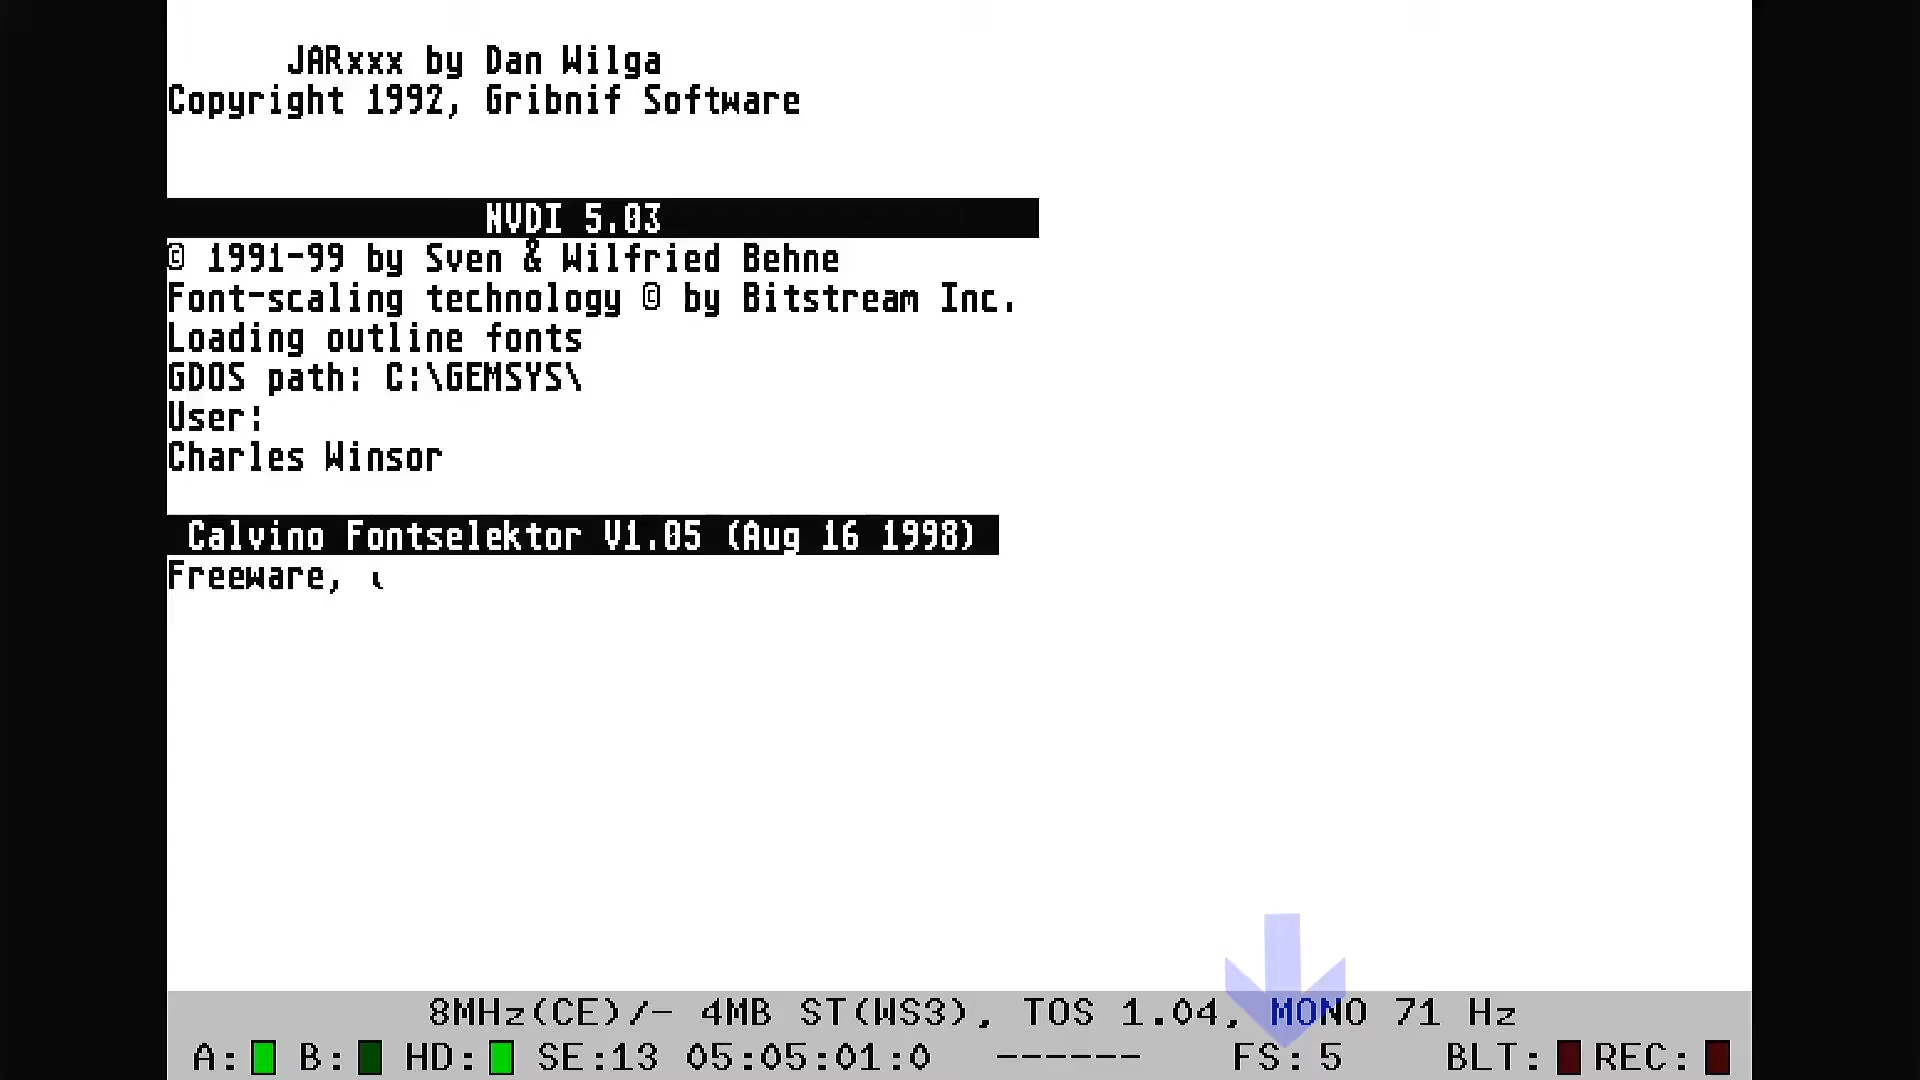 JARxxx by Dan Wilga
Copyright 1992, Gribnif Software
NVDI 5.03
© 1991-99 by Sven & Wilfried Behne
Font-scaling technology © by Bitstream Inc.
Loading outline fonts
GDOS path: C:\GEMSYS\
User:
Charles Winsor
Calvino Fontselektor V1.05 (Aug 16 1998)
Freeware,
8MHz(CE)/- 4MB ST(WS3), TOS 1.04, MONO 71 Hz
A: B: HD: SE:13 05:05:01:0 ------ FS: 5 BLT: REC: